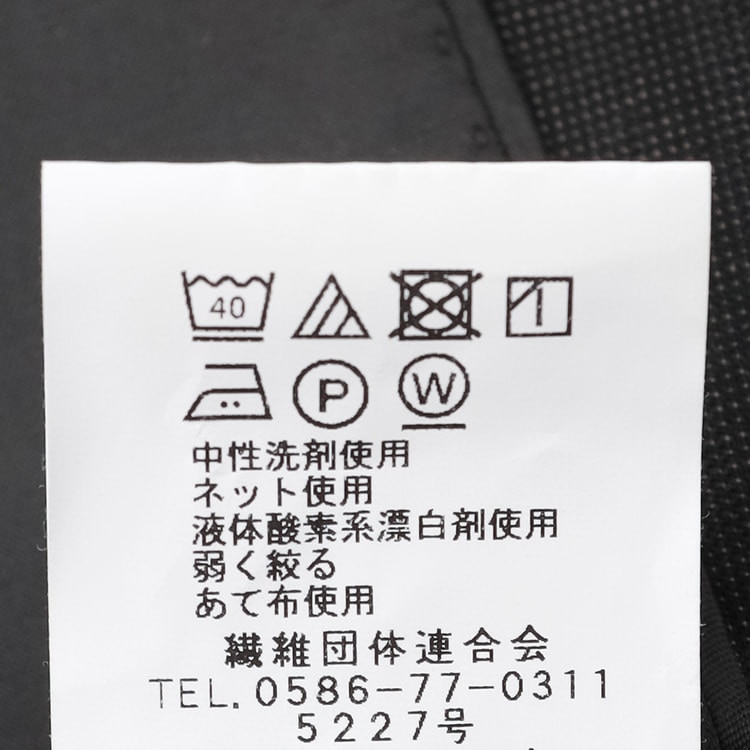 40
P W
中性洗剤使用
ネット使用
液体酸素系漂白剤使用
弱く絞る
あて布使用
繊維団体連合会
TEL.0586-77-0311
5227号